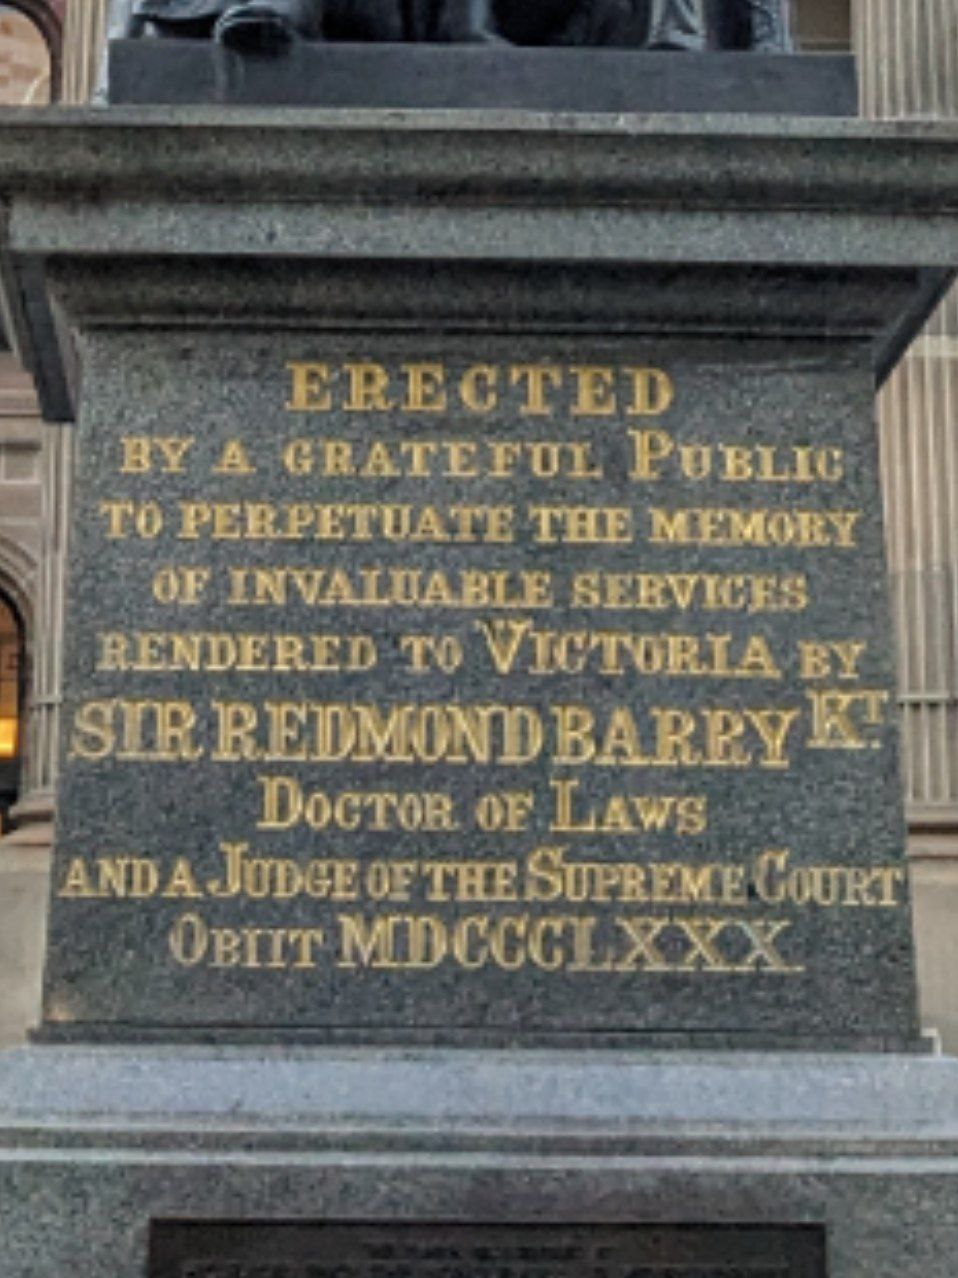 ERECTED
BY A GRATEFUL PUBLIC
TO PERPETUATE THE MEMORY
OF INVALUABLE SERVICES
RENDERED TO VICTORIA BY
SIR REDMOND BARRY KT.
DOCTOR OF LAWS
AND A JUDGE OF THE SUPREME COURT
OBIIT MDCCCLXXX